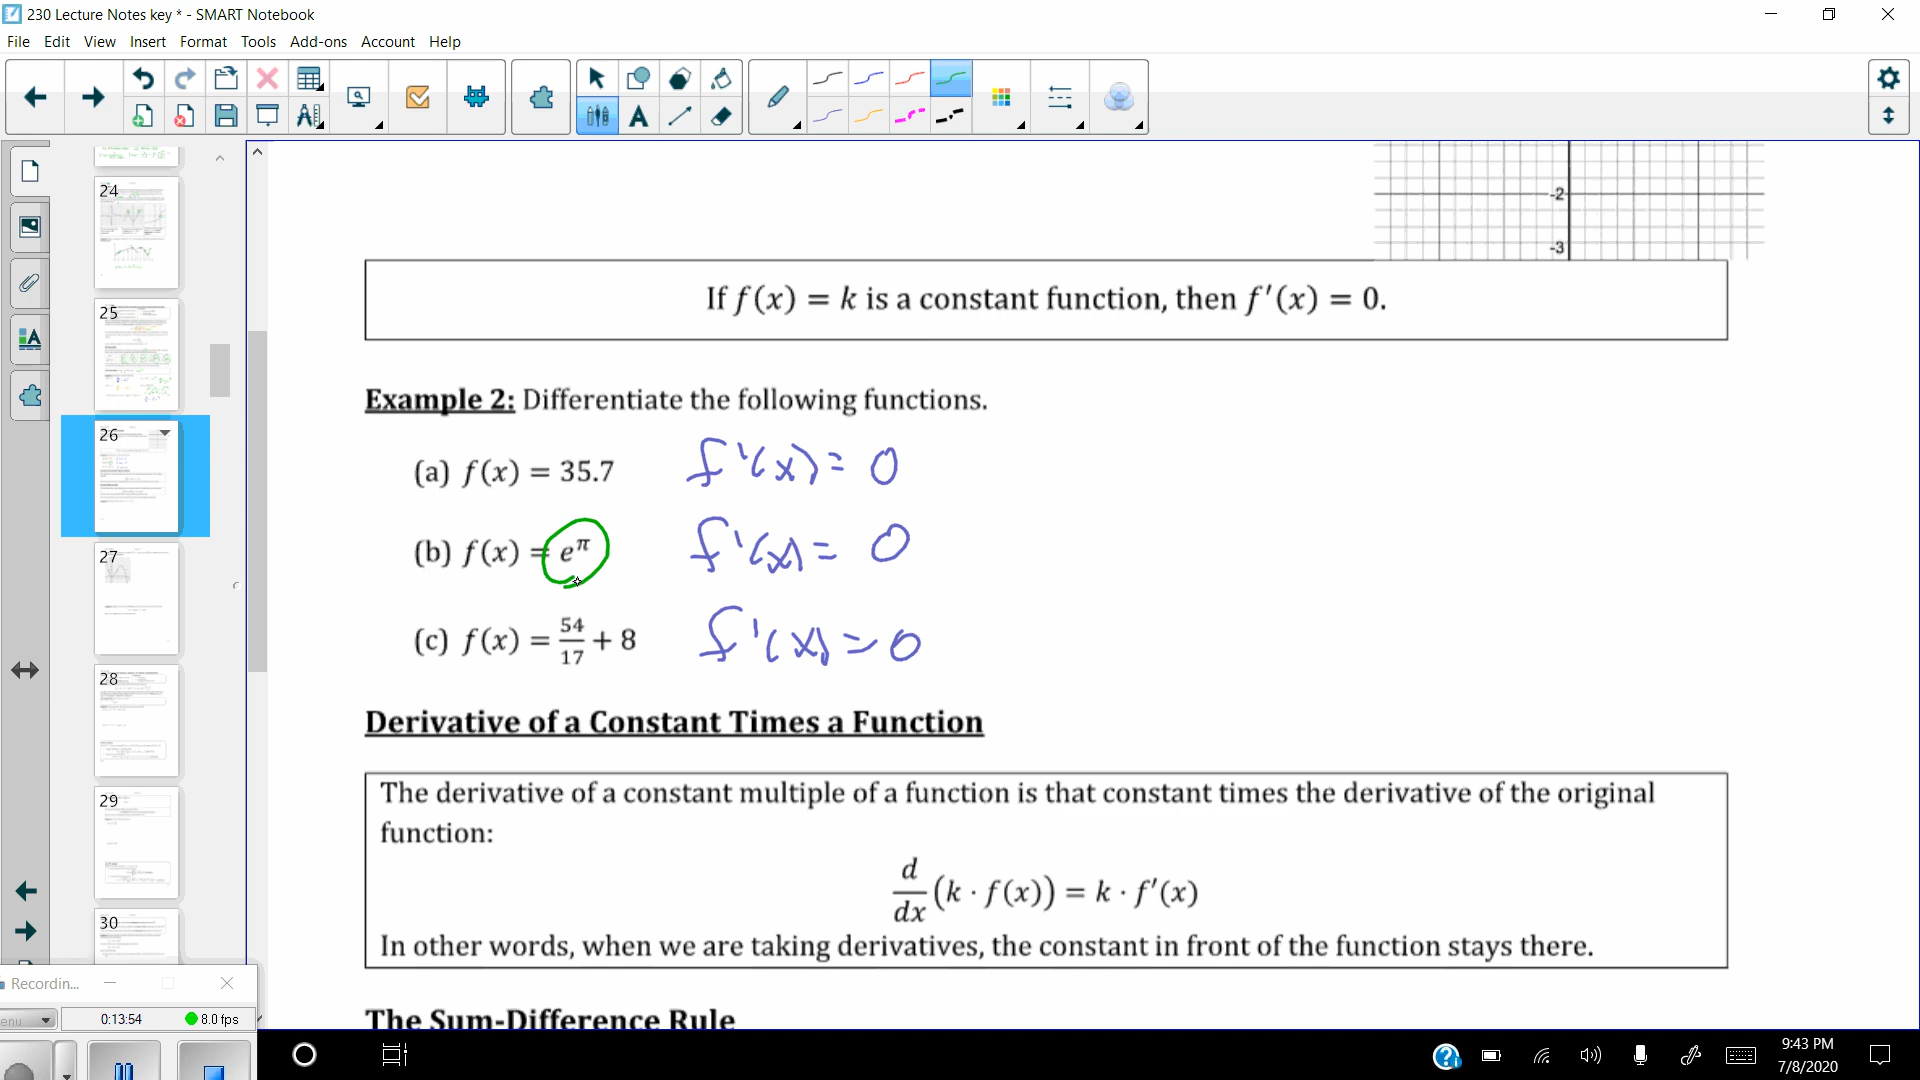 230 Lecture Notes key * - SMART Notebook
File Edit View Insert Format Tools Add-ons Account Help
24
25
26
27
28
29
30
-2
-3
If f(x) = k is a constant function, then f′(x) = 0.
Example 2: Differentiate the following functions.
(a) f(x) = 35.7 f'(x) = 0
(b) f(x) = e^π f'(x) = 0
(c) f(x) = 54/17 + 8 f'(x) = 0
Derivative of a Constant Times a Function
The derivative of a constant multiple of a function is that constant times the derivative of the original
function:
d/dx (k · f(x)) = k · f′(x)
In other words, when we are taking derivatives, the constant in front of the function stays there.
The Sum-Difference Rule
Recordin...
enu
0:13:54 8.0 fps
9:43 PM
7/8/2020